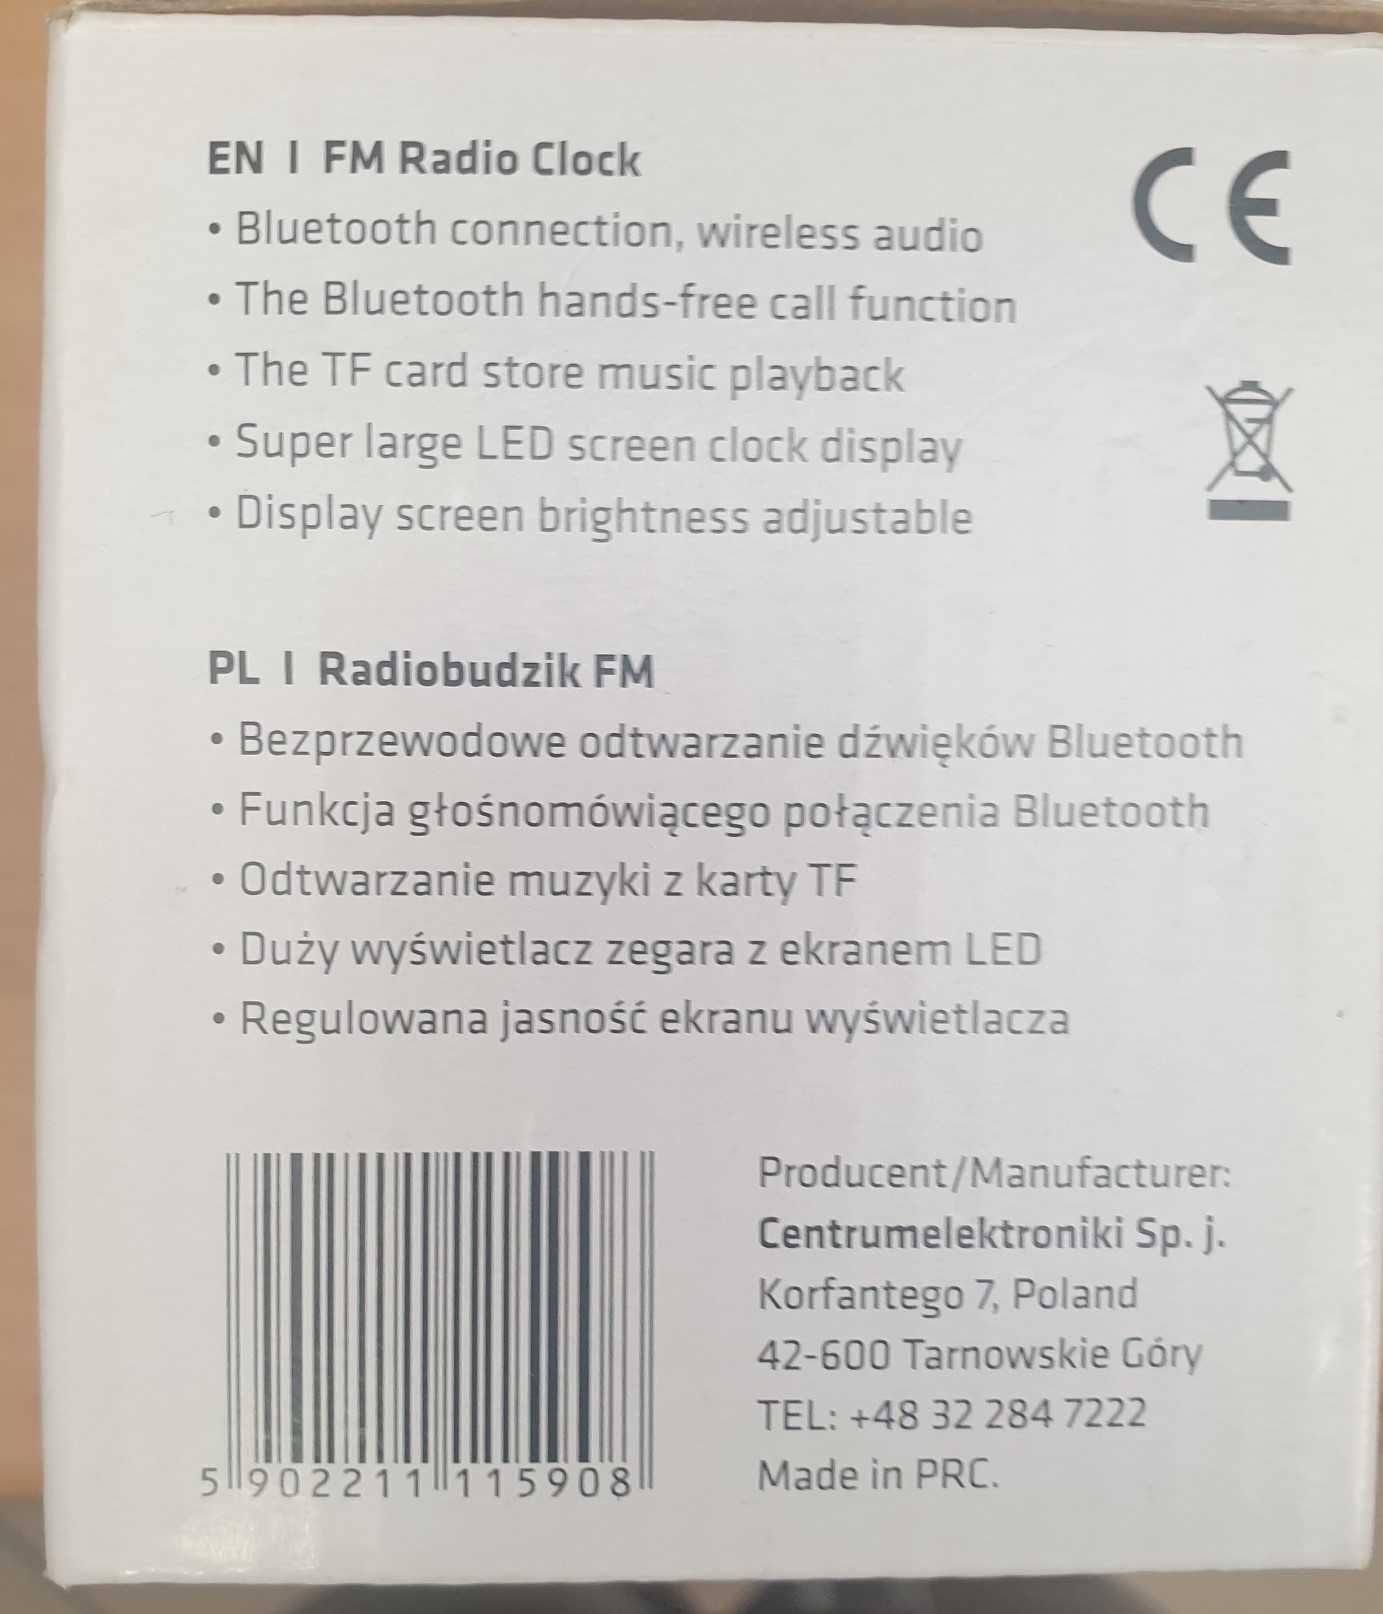 EN | FM Radio Clock
• Bluetooth connection, wireless audio
• The Bluetooth hands-free call function
• The TF card store music playback
• Super large LED screen clock display
• Display screen brightness adjustable
CE
PL | Radiobudzik FM
• Bezprzewodowe odtwarzanie dźwięków Bluetooth
• Funkcja głośnomówiącego połączenia Bluetooth
• Odtwarzanie muzyki z karty TF
• Duży wyświetlacz zegara z ekranem LED
• Regulowana jasność ekranu wyświetlacza
5 902211 115908
Producent/Manufacturer:
Centrumelektroniki Sp. j.
Korfantego 7, Poland
42-600 Tarnowskie Góry
TEL: +48 32 284 7222
Made in PRC.